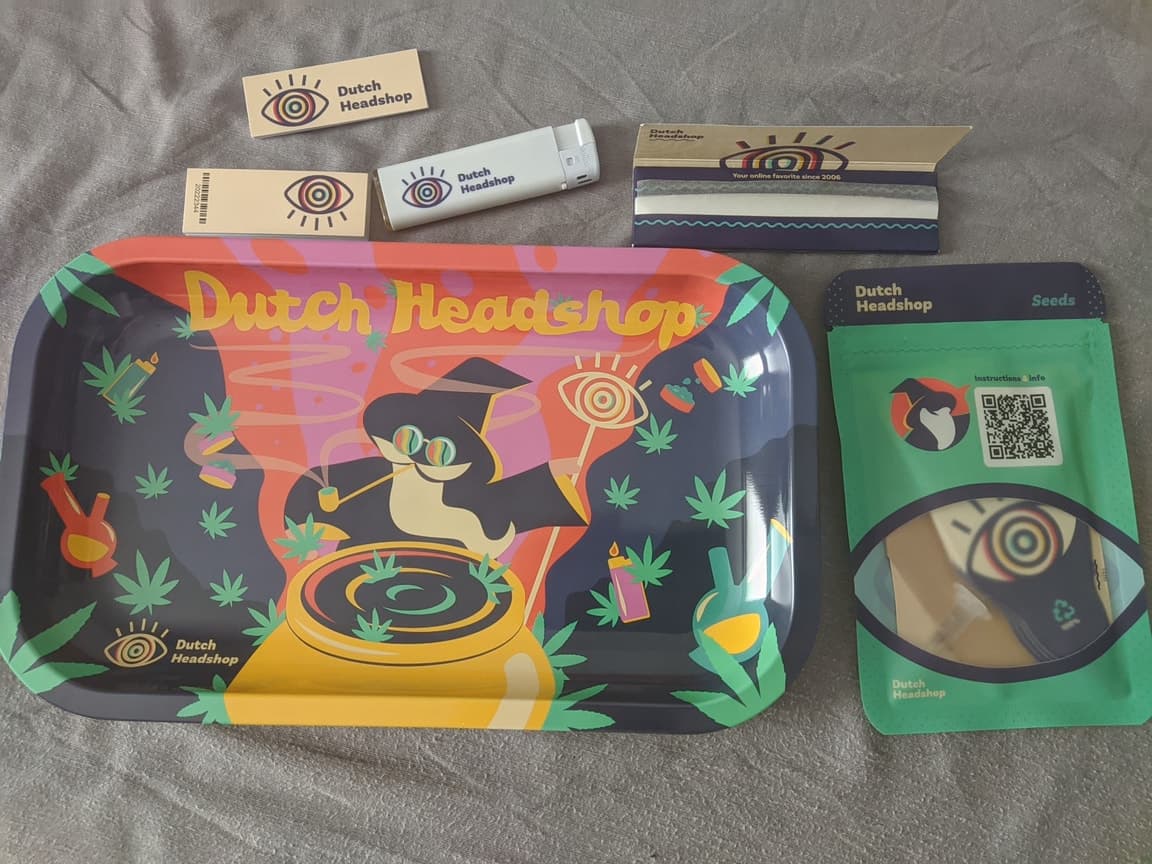 Dutch
Headshop
20222344
Dutch
Headshop
Dutch
Headshop
Your online favorite since 2006
Dutch Headshop
Dutch
Headshop
Dutch
Headshop
Seeds
Instructions & info
Dutch
Headshop